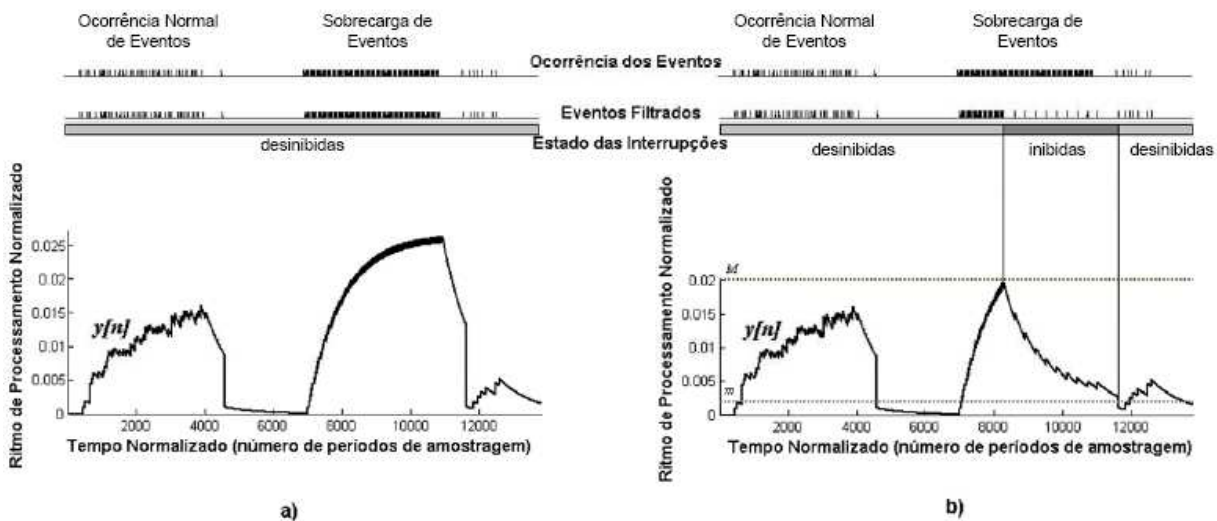 Ocorrência Normal
de Eventos
Sobrecarga de
Eventos
Ocorrência dos Eventos
Ocorrência Normal
de Eventos
Sobrecarga de
Eventos
Eventos Filtrados
Estado das Interrupções
desinibidas
desinibidas
inibidas
desinibidas
Ritmo de Processamento Normalizado
0.025
0.02
0.015
0.01
0.005
0
y[n]
2000
4000
6000
8000
10000
12000
Tempo Normalizado (número de períodos de amostragem)
a)
Ritmo de Processamento Normalizado
M
0.02
0.015
0.01
0.005
m
0
y[n]
2000
4000
6000
8000
10000
12000
Tempo Normalizado (número de períodos de amostragem)
b)